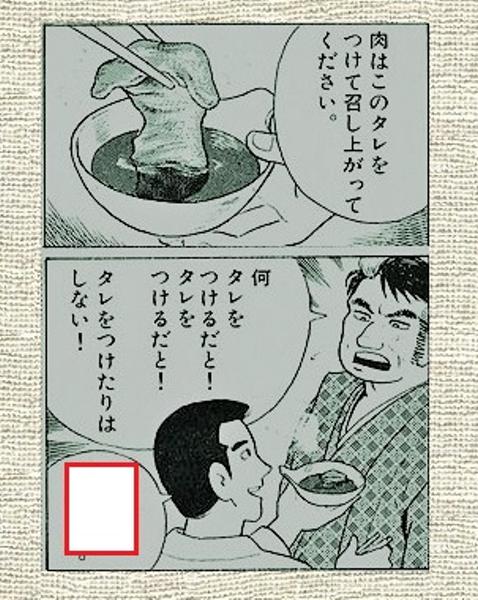 肉はこのタレを
つけて召し上がって
ください。
何
タレを
つけるだと！
タレを
つけるだと！
タレをつけたりは
しない！
。